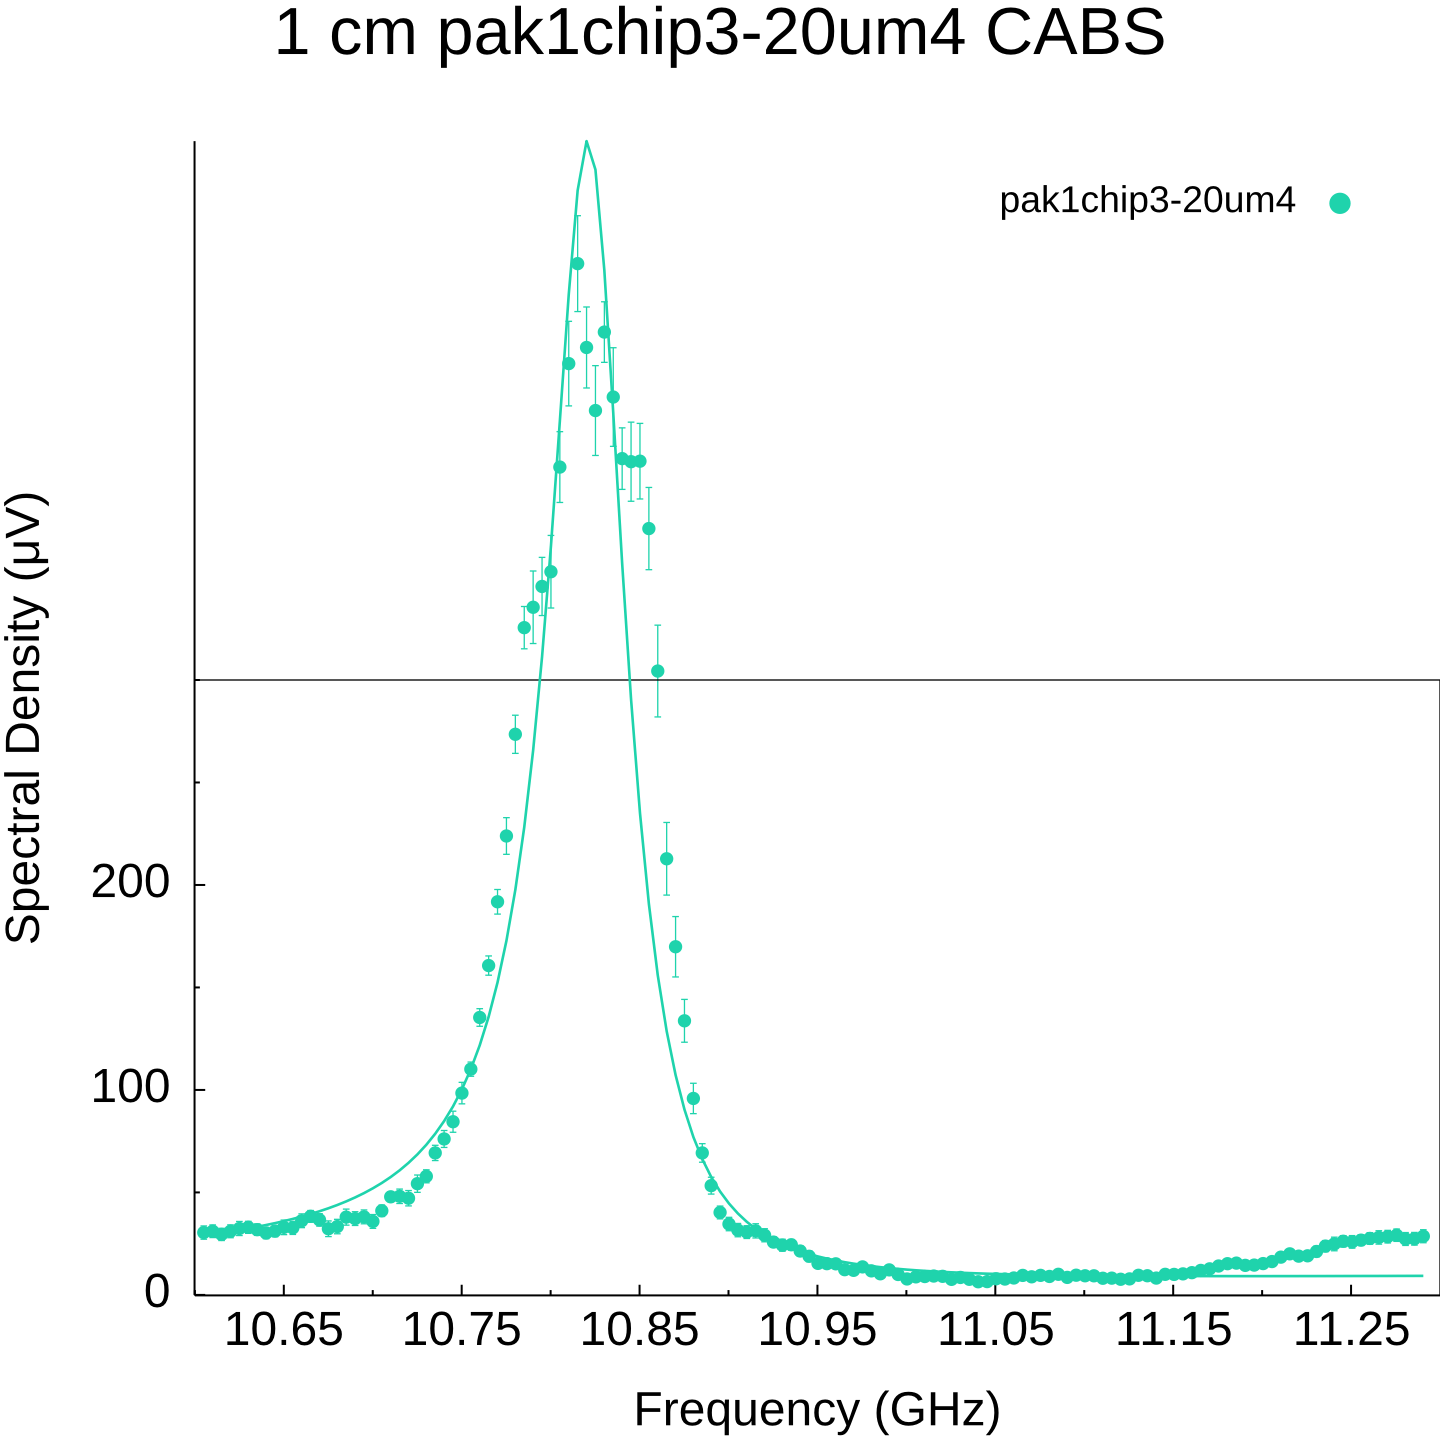 1 cm pak1chip3-20um4 CABS
pak1chip3-20um4
Spectral Density (μV)
200
100
0
10.65 10.75 10.85 10.95 11.05 11.15 11.25
Frequency (GHz)